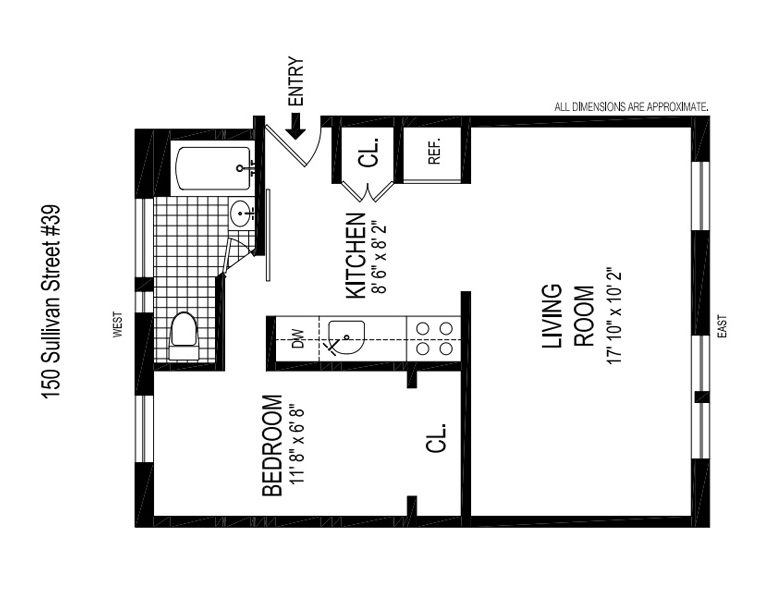 ENTRY
ALL DIMENSIONS ARE APPROXIMATE.
CL.
REF.
150 Sullivan Street #39
KITCHEN
8' 6" x 8' 2"
WEST
EAST
LIVING
ROOM
17' 10" x 10' 2"
DW
BEDROOM
11' 8" x 6' 8"
CL.